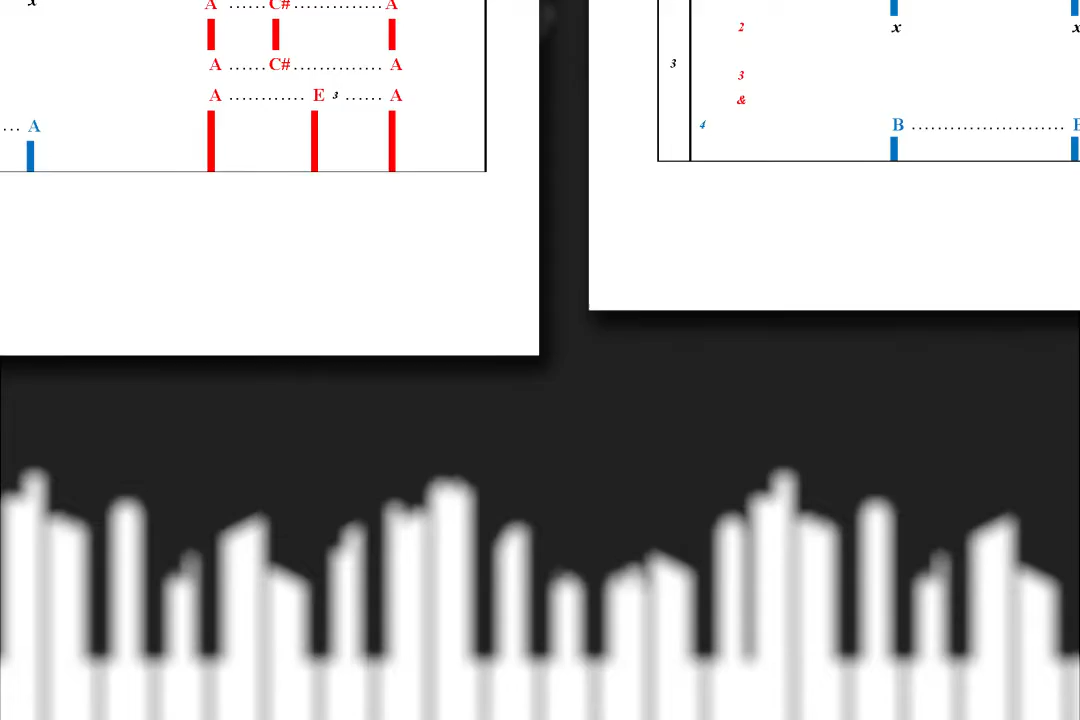 x
A ......C#.............. A
A ......C#.............. A
A ............ E 3 ...... A
... A
2
x x
3
3
&
4 B ........................